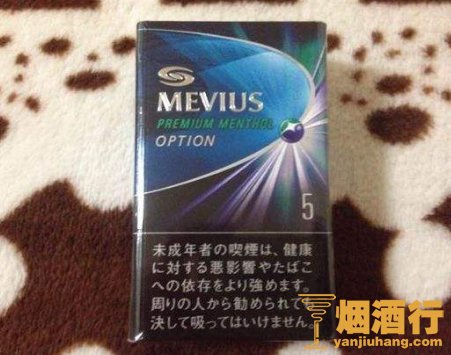 MEVIUS
PREMIUM MENTHOL
OPTION
5
未成年者の喫煙は、健康
に対する悪影響やたばこ
への依存をより強めます。
周りの人から勧められても
決して吸ってはいけません。
烟酒行
yanjiuhang.com